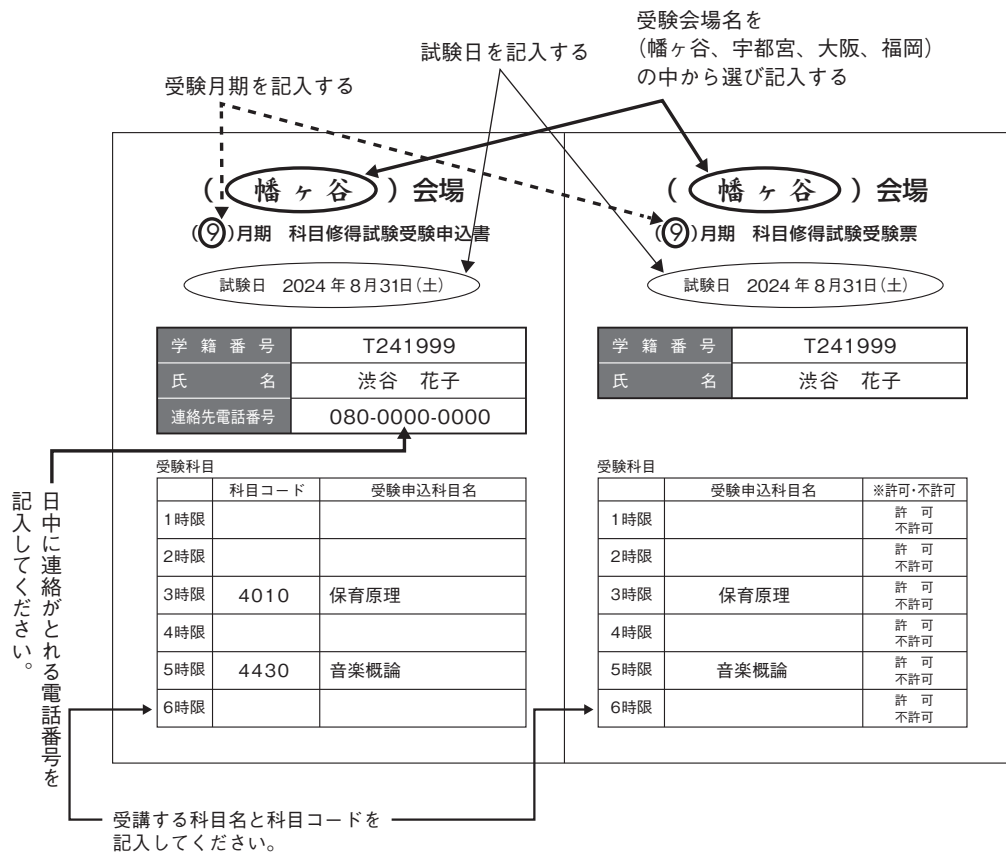 受験会場名を
(幡ヶ谷、宇都宮、大阪、福岡)
の中から選び記入する
試験日を記入する
受験月期を記入する
(幡ヶ谷)会場
(9)月期 科目修得試験受験申込書
試験日 2024年8月31日(土)
学籍番号 T241999
氏名 渋谷 花子
連絡先電話番号 080-0000-0000
受験科目
科目コード 受験申込科目名
1時限
2時限
3時限 4010 保育原理
4時限
5時限 4430 音楽概論
6時限
(幡ヶ谷)会場
(9)月期 科目修得試験受験票
試験日 2024年8月31日(土)
学籍番号 T241999
氏名 渋谷 花子
受験科目
受験申込科目名 ※許可・不許可
1時限 許可
不許可
2時限 許可
不許可
3時限 保育原理 許可
不許可
4時限 許可
不許可
5時限 音楽概論 許可
不許可
6時限 許可
不許可
日中に連絡がとれる電話番号を
記入してください。
受講する科目名と科目コードを
記入してください。